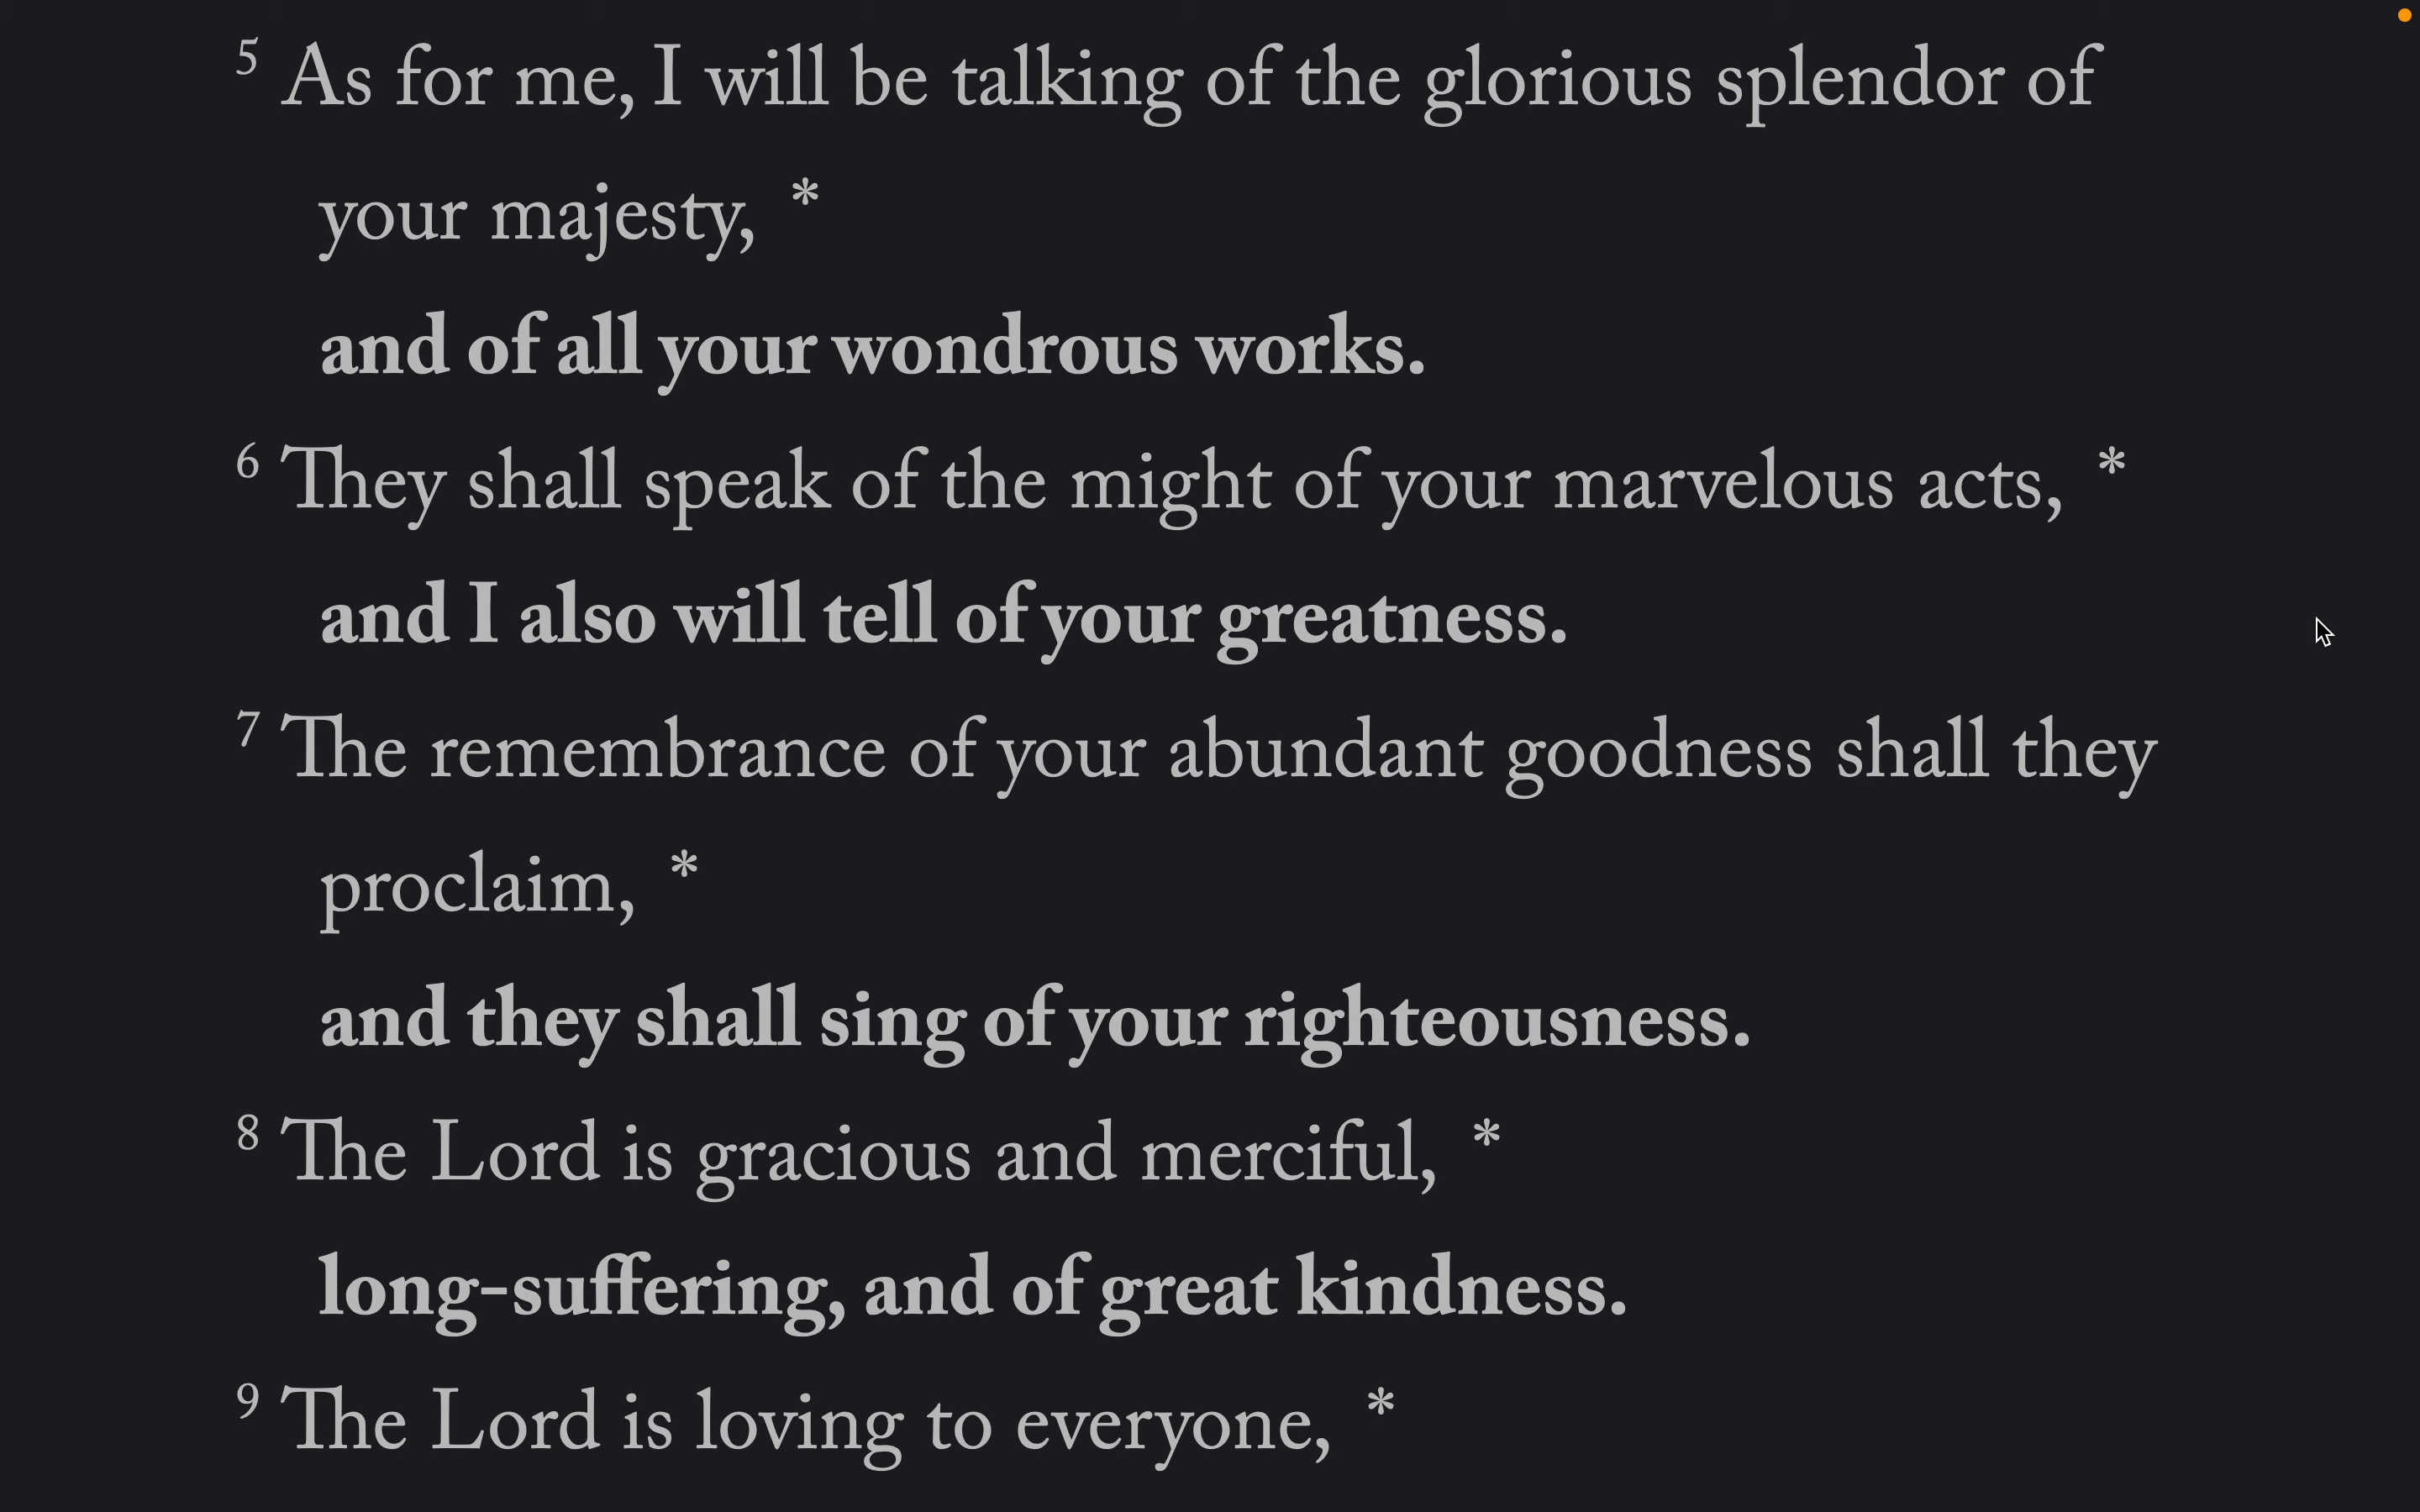 5 As for me, I will be talking of the glorious splendor of
your majesty, *
and of all your wondrous works.
6 They shall speak of the might of your marvelous acts, *
and I also will tell of your greatness.
7 The remembrance of your abundant goodness shall they
proclaim, *
and they shall sing of your righteousness.
8 The Lord is gracious and merciful, *
long-suffering, and of great kindness.
9 The Lord is loving to everyone, *